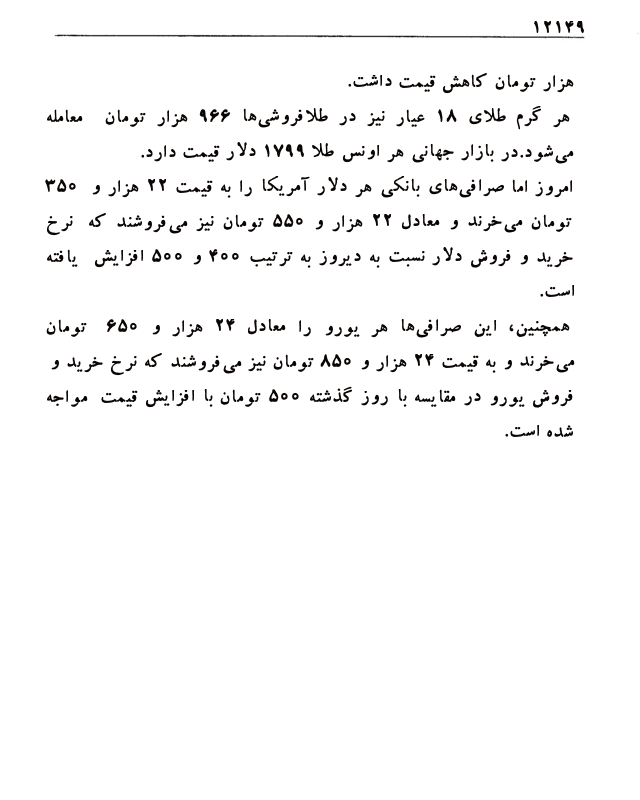 ۱۲۱۴۹
هزار تومان کاهش قیمت داشت.
هر گرم طلای ۱۸ عیار نیز در طلافروشی‌ها ۹۶۶ هزار تومان معامله
می‌شود.در بازار جهانی هر اونس طلا ۱۷۹۹ دلار قیمت دارد.
امروز اما صرافی‌های بانکی هر دلار آمریکا را به قیمت ۲۲ هزار و ۳۵۰
تومان می‌خرند و معادل ۲۲ هزار و ۵۵۰ تومان نیز می‌فروشند که نرخ
خرید و فروش دلار نسبت به دیروز به ترتیب ۴۰۰ و ۵۰۰ افزایش یافته
است.
همچنین، این صرافی‌ها هر یورو را معادل ۲۴ هزار و ۶۵۰ تومان
می‌خرند و به قیمت ۲۴ هزار و ۸۵۰ تومان نیز می‌فروشند که نرخ خرید و
فروش یورو در مقایسه با روز گذشته ۵۰۰ تومان با افزایش قیمت مواجه
شده است.